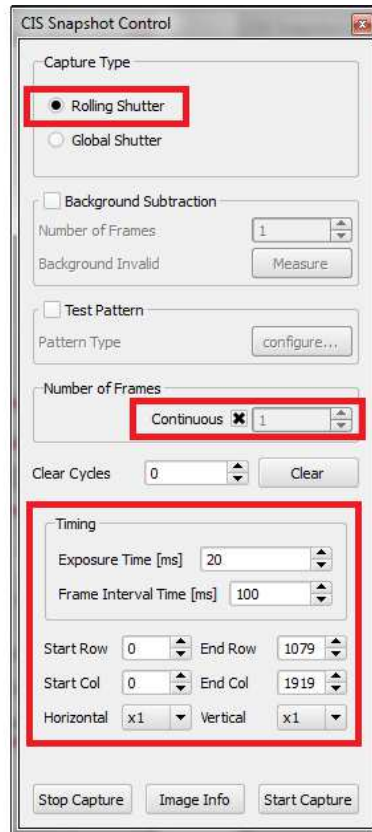 CIS Snapshot Control
Capture Type
Rolling Shutter
Global Shutter
Background Subtraction
Number of Frames 1
Background Invalid Measure
Test Pattern
Pattern Type configure...
Number of Frames
Continuous 1
Clear Cycles 0 Clear
Timing
Exposure Time [ms] 20
Frame Interval Time [ms] 100
Start Row 0 End Row 1079
Start Col 0 End Col 1919
Horizontal x1 Vertical x1
Stop Capture Image Info Start Capture